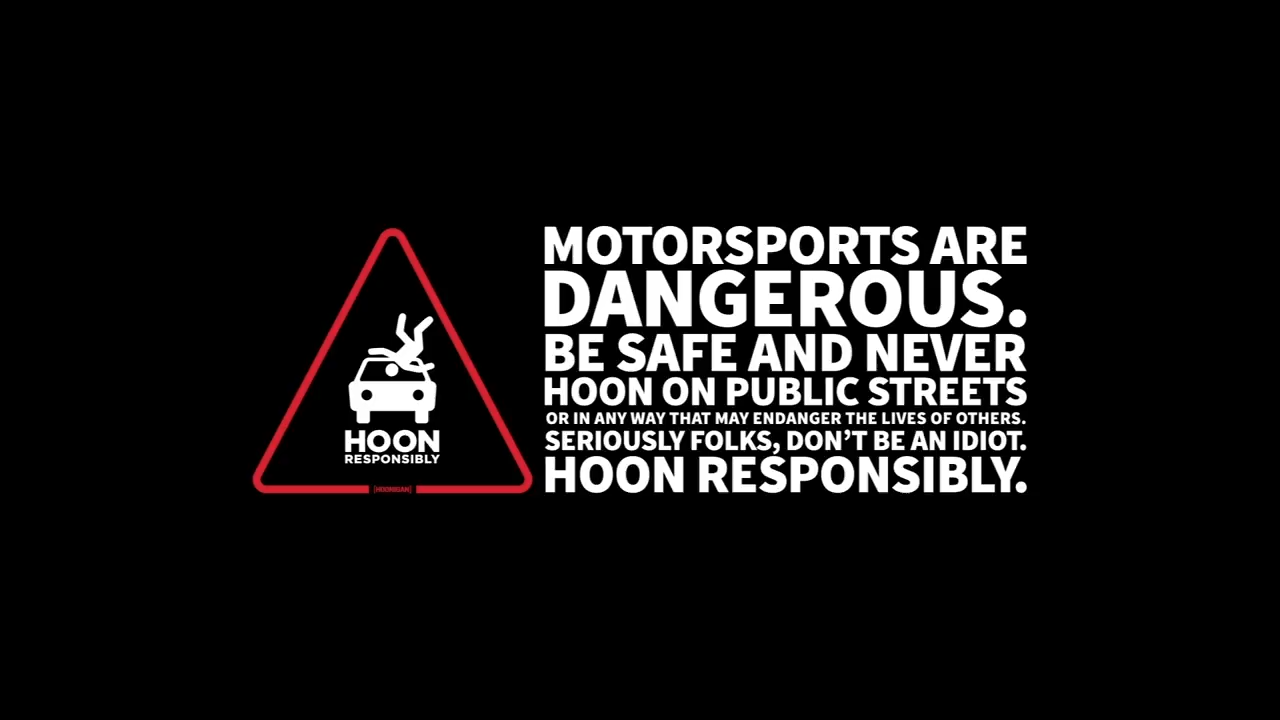 HOON
RESPONSIBLY
[HOONIGAN]
MOTORSPORTS ARE
DANGEROUS.
BE SAFE AND NEVER
HOON ON PUBLIC STREETS
OR IN ANY WAY THAT MAY ENDANGER THE LIVES OF OTHERS.
SERIOUSLY FOLKS, DON'T BE AN IDIOT.
HOON RESPONSIBLY.